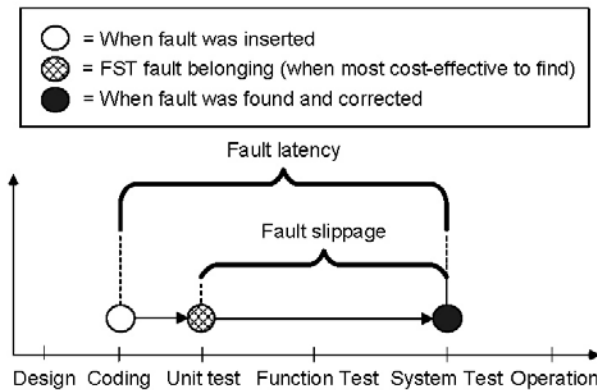 = When fault was inserted
= FST fault belonging (when most cost-effective to find)
= When fault was found and corrected
Fault latency
Fault slippage
Design Coding Unit test Function Test System Test Operation